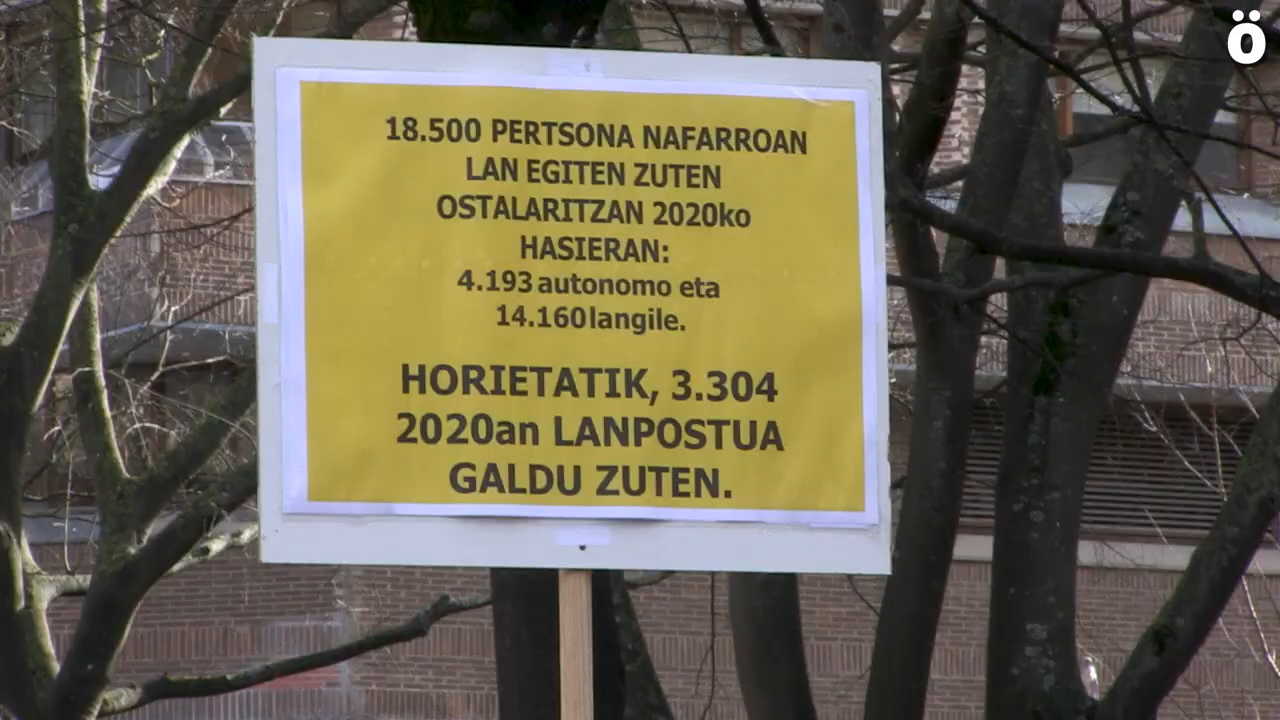 ö
18.500 PERTSONA NAFARROAN
LAN EGITEN ZUTEN
OSTALARITZAN 2020ko
HASIERAN:
4.193 autonomo eta
14.160 langile.
HORIETATIK, 3.304
2020an LANPOSTUA
GALDU ZUTEN.